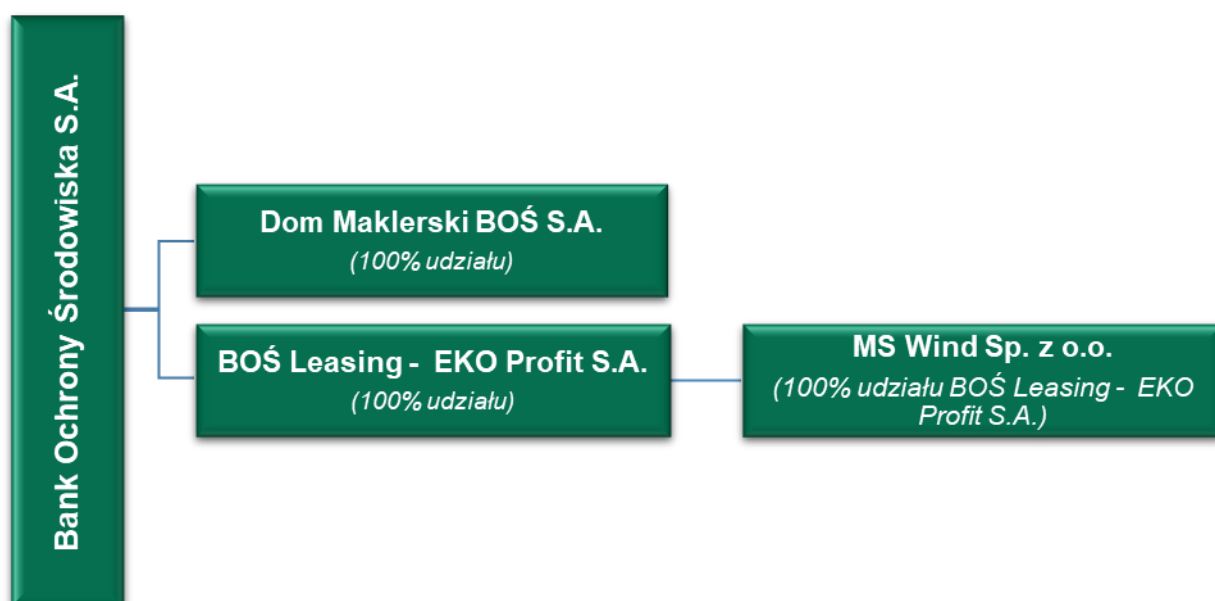 Bank Ochrony Środowiska S.A.
Dom Maklerski BOŚ S.A.
(100% udziału)
BOŚ Leasing - EKO Profit S.A.
(100% udziału)
MS Wind Sp. z o.o.
(100% udziału BOŚ Leasing - EKO
Profit S.A.)